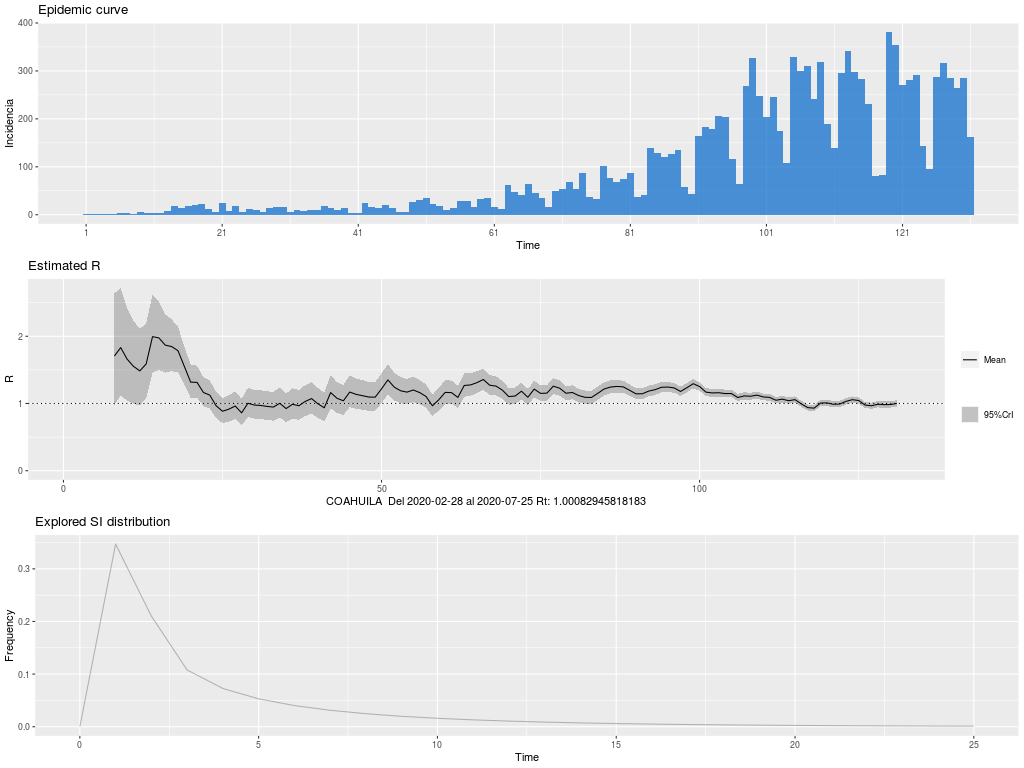 Epidemic curve
400
300
200
100
0
Incidencia
1 21 41 61 81 101 121
Time
Estimated R
2
1
0
R
0 50 100
COAHUILA Del 2020-02-28 al 2020-07-25 Rt: 1.00082945818183
Mean
95%CrI
Explored SI distribution
0.3
0.2
0.1
0.0
Frequency
0 5 10 15 20 25
Time